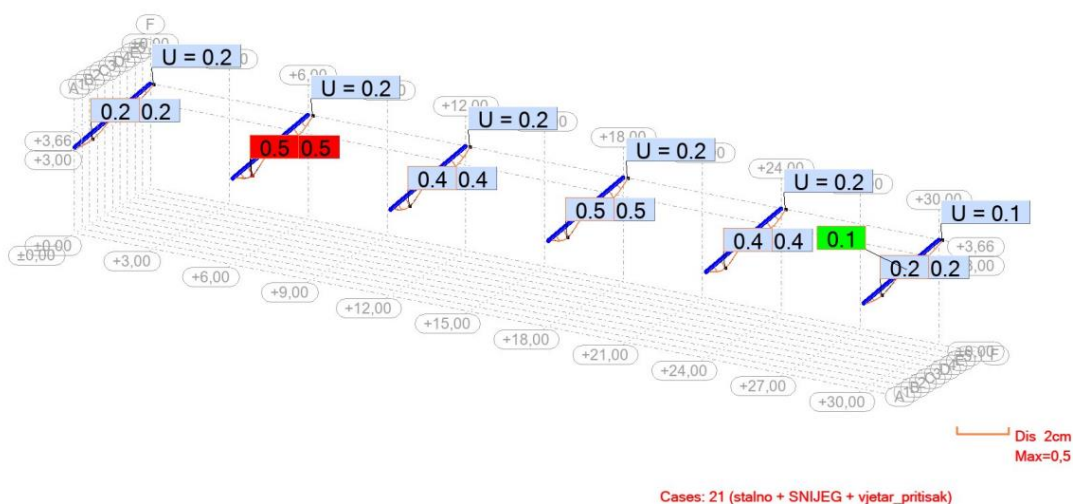 F
U = 0.2
0.2 0.2
+6,00
U = 0.2
0.5 0.5
+12,00
U = 0.2
0.4 0.4
+18,00
U = 0.2
0.5 0.5
+24,00
U = 0.2
0.4 0.4
+30,00
U = 0.1
0.1
0.2 0.2
+3,66
+3,00
+3,66
±0.00
+3,00
+6,00
+9,00
+12,00
+15,00
+18,00
+21,00
+24,00
+27,00
+30,00
A
F
Dis 2cm
Max=0,5
Cases: 21 (stalno + SNIJEG + vjetar_pritisak)